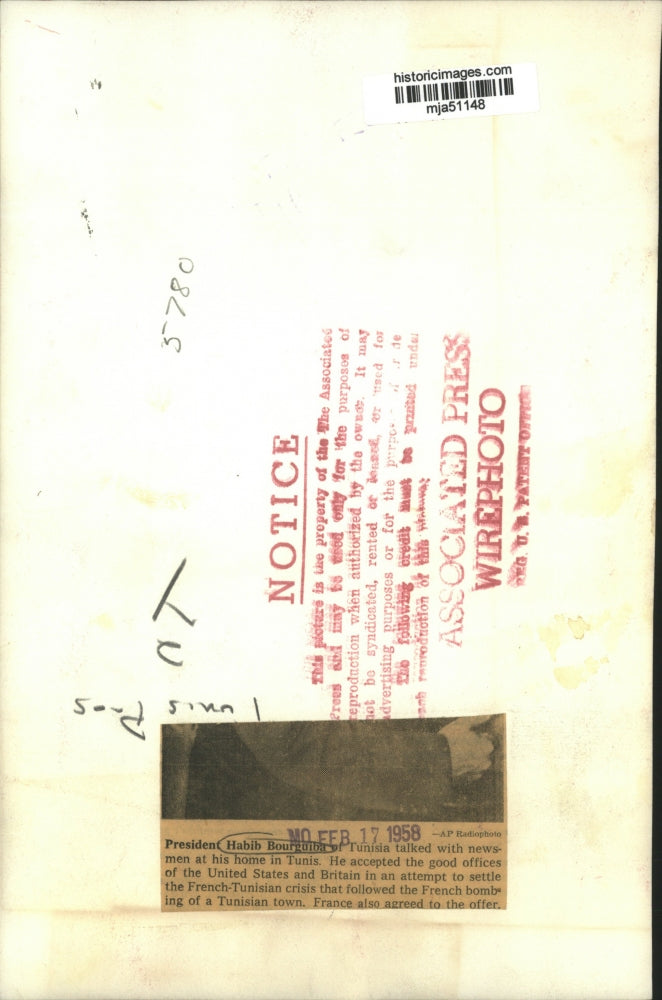 historicimages.com
mja51148
5780
NOTICE
This picture is the property of the The Associated
Press and may be used only for the purposes of
reproduction when authorized by the owner. It may
not be syndicated, rented or leased, or used for
advertising purposes or for the
The following credit must be printed under
each reproduction of this picture:
ASSOCIATED PRESS
WIREPHOTO
REG U. S. PATENT OFFICE
MO FEB 17 1958
—AP Radiophoto
President Habib Bourguiba of Tunisia talked with news-
men at his home in Tunis. He accepted the good offices
of the United States and Britain in an attempt to settle
the French-Tunisian crisis that followed the French bomb-
ing of a Tunisian town. France also agreed to the offer.